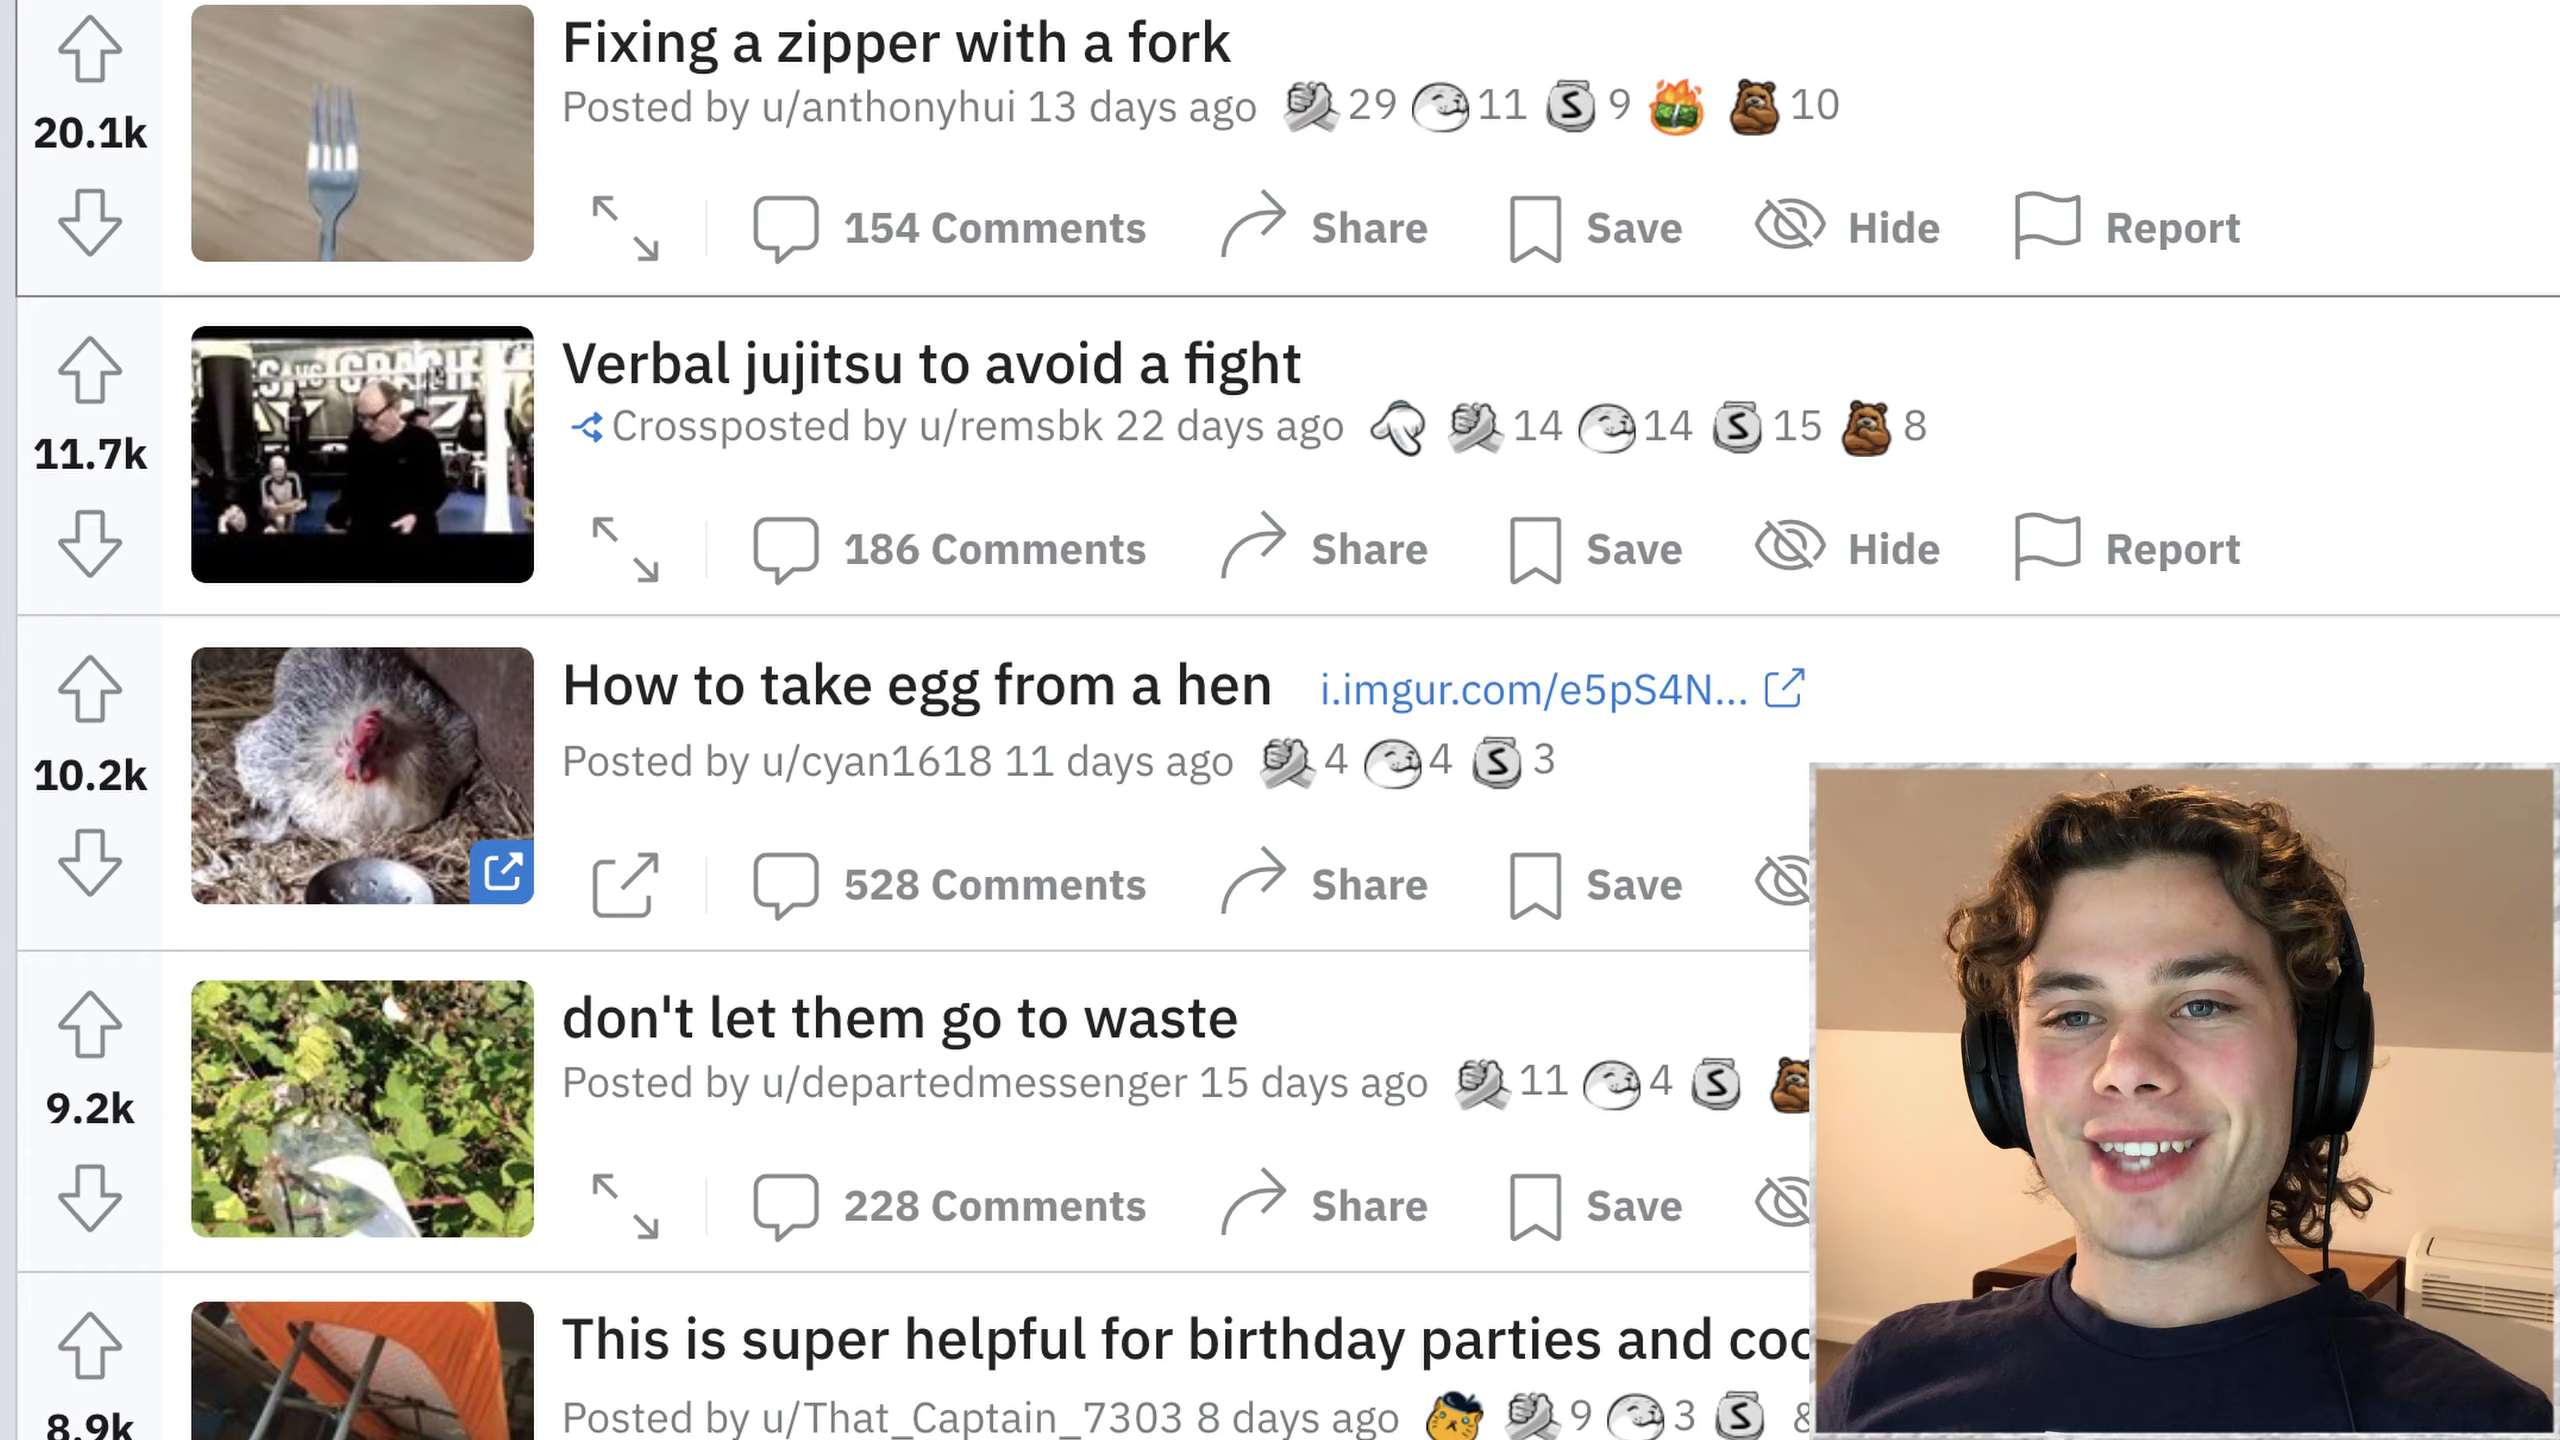 Fixing a zipper with a fork
Posted by u/anthonyhui 13 days ago 29 11 S 9 10
20.1k
154 Comments Share Save Hide Report
Verbal jujitsu to avoid a fight
Crossposted by u/remsbk 22 days ago 14 14 S 15 8
11.7k
186 Comments Share Save Hide Report
How to take egg from a hen i.imgur.com/e5pS4N...
Posted by u/cyan1618 11 days ago 4 4 S 3
10.2k
528 Comments Share Save
don't let them go to waste
Posted by u/departedmessenger 15 days ago 11 4 S
9.2k
228 Comments Share Save
This is super helpful for birthday parties and
Posted by u/That_Captain_7303 8 days ago 9 3 S
8.9k